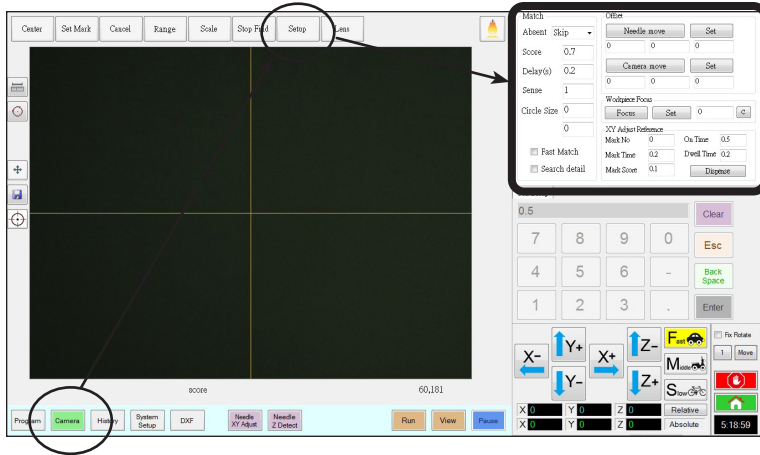 Center Set Mark Cancel Range Scale Stop Fluid Setup Lens
score 60,181
Program Camera History System Setup DXF Needle XY Adjust Needle Z Detect Run View Pause
Match
Absent Skip
Score 0.7
Delay(s) 0.2
Sense 1
Circle Size 0
0
Fast Match
Search detail
Offset
Needle move Set
0 0 0
Camera move Set
0 0 0
Workpiece Focus
Focus Set 0 C
XY Adjust Reference
Mark No 0 On Time 0.5
Mark Time 0.2 Dwell Time 0.2
Mark Score 0.1 Dispense
0.5 Clear
7 8 9 0 Esc
4 5 6 - Back Space
1 2 3 . Enter
X- Y+ X+ Z- Fast Fix Rotate
Y- Z+ Middle 1 Move
Slow
X 0 Y 0 Z 0 Relative
X 0 Y 0 Z 0 Absolute 5:18:59